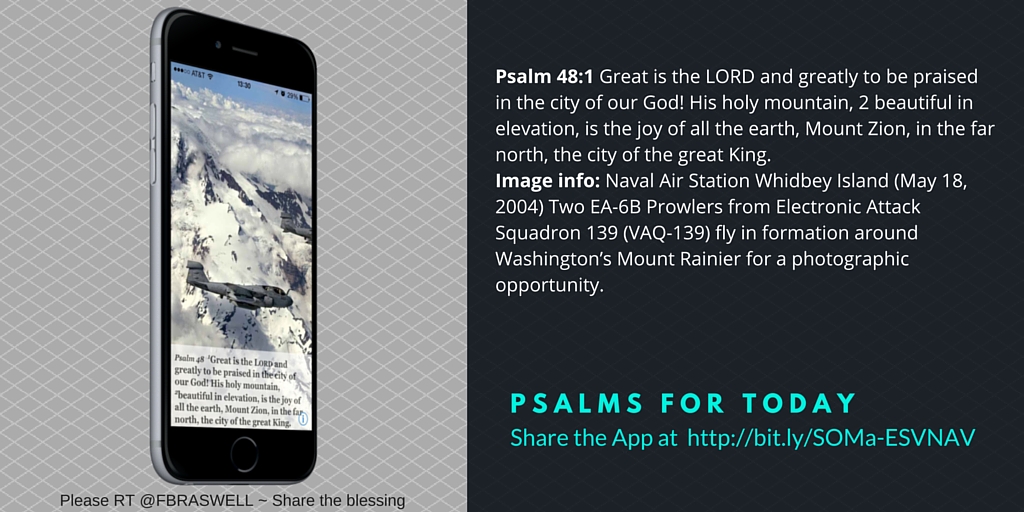 AT&T
13:30
29%
Psalm 48 ¹Great is the LORD and
greatly to be praised in the city of
our God! His holy mountain,
²beautiful in elevation, is the joy of
all the earth, Mount Zion, in the far
north, the city of the great King.
Please RT @FBRASWELL ~ Share the blessing
Psalm 48:1 Great is the LORD and greatly to be praised
in the city of our God! His holy mountain, 2 beautiful in
elevation, is the joy of all the earth, Mount Zion, in the far
north, the city of the great King.
Image info: Naval Air Station Whidbey Island (May 18,
2004) Two EA-6B Prowlers from Electronic Attack
Squadron 139 (VAQ-139) fly in formation around
Washington’s Mount Rainier for a photographic
opportunity.
PSALMS FOR TODAY
Share the App at http://bit.ly/SOMa-ESVNAV